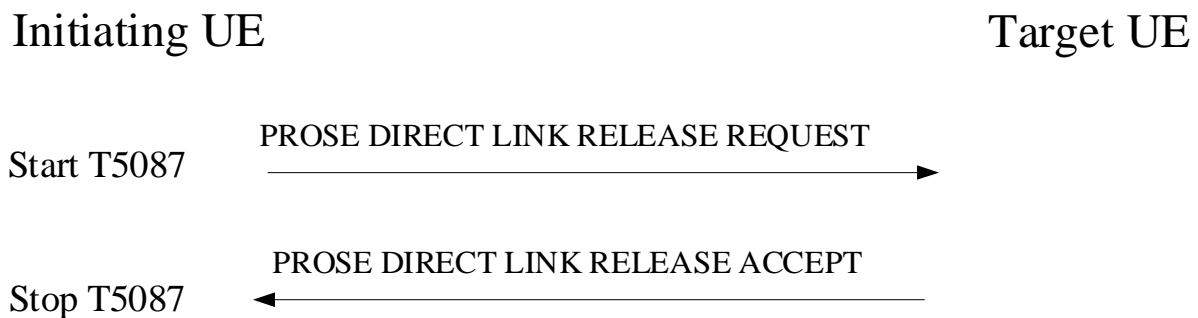 Initiating UE Target UE
PROSE DIRECT LINK RELEASE REQUEST
Start T5087
PROSE DIRECT LINK RELEASE ACCEPT
Stop T5087